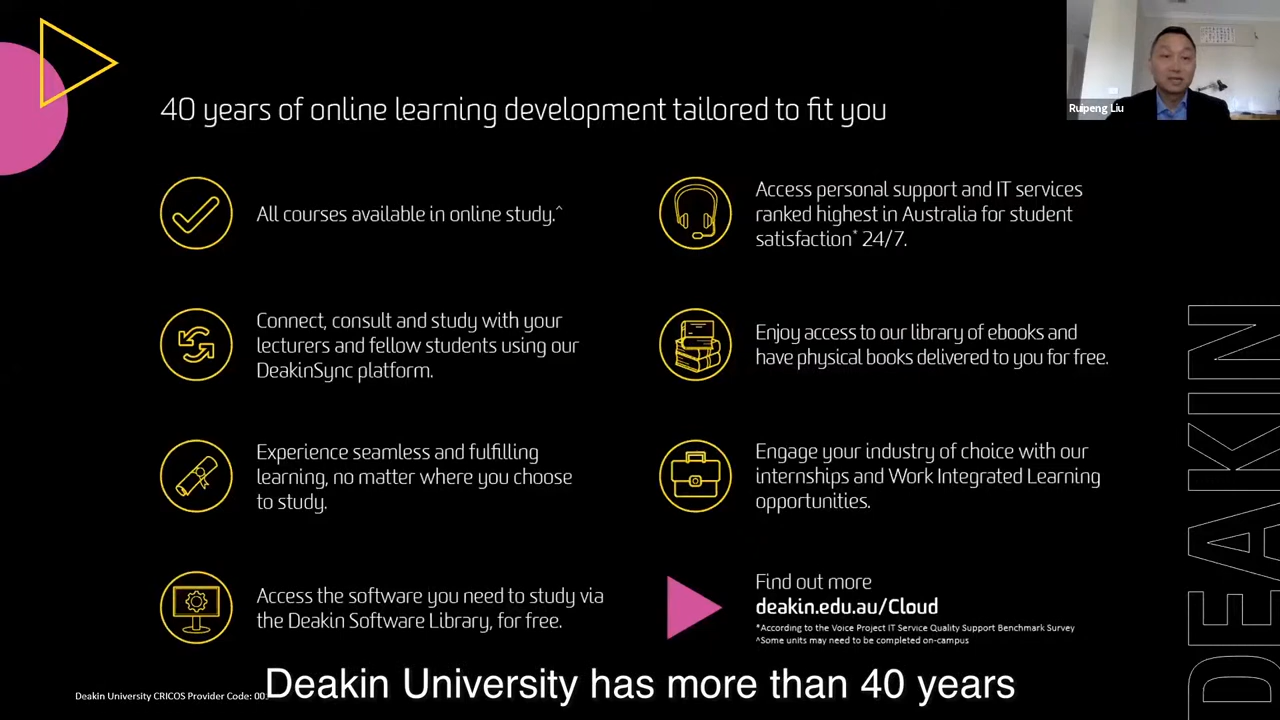 40 years of online learning development tailored to fit you
Ruipeng Liu
All courses available in online study.^
Access personal support and IT services
ranked highest in Australia for student
satisfaction* 24/7.
Connect, consult and study with your
lecturers and fellow students using our
DeakinSync platform.
Enjoy access to our library of ebooks and
have physical books delivered to you for free.
Experience seamless and fulfilling
learning, no matter where you choose
to study.
Engage your industry of choice with our
internships and Work Integrated Learning
opportunities.
Access the software you need to study via
the Deakin Software Library, for free.
Find out more
deakin.edu.au/Cloud
*According to the Voice Project IT Service Quality Support Benchmark Survey
^Some units may need to be completed on-campus
DEAKIN
Deakin University CRICOS Provider Code: 00
Deakin University has more than 40 years